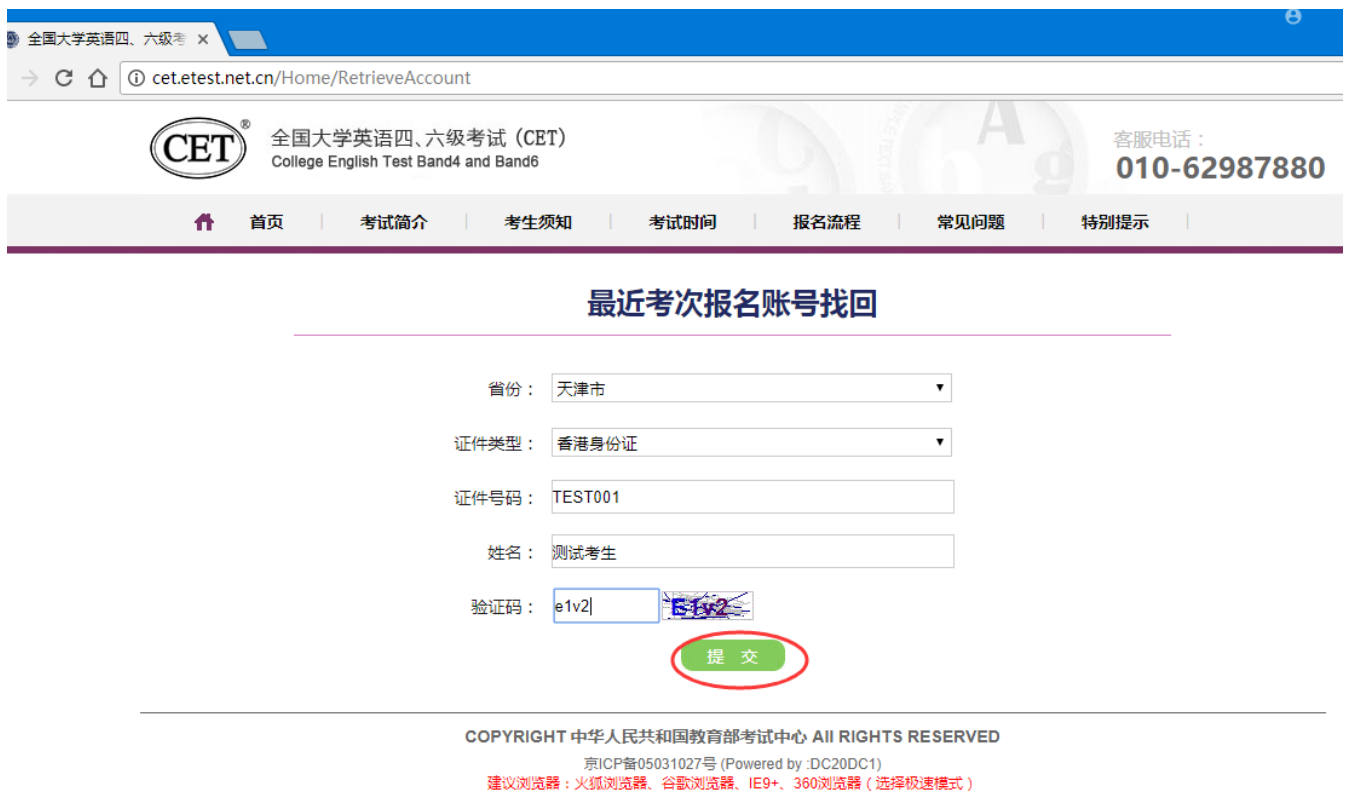 全国大学英语四、六级考
cet.etest.net.cn/Home/RetrieveAccount
CET®
全国大学英语四、六级考试（CET）
College English Test Band4 and Band6
客服电话：
010-62987880
首页 考试简介 考生须知 考试时间 报名流程 常见问题 特别提示
最近考次报名账号找回
省份： 天津市
证件类型： 香港身份证
证件号码： TEST001
姓名： 测试考生
验证码： e1v2 E1v2
提 交
COPYRIGHT 中华人民共和国教育部考试中心 All RIGHTS RESERVED
京ICP备05031027号 (Powered by :DC20DC1)
建议浏览器：火狐浏览器、谷歌浏览器、IE9+、360浏览器（选择极速模式）